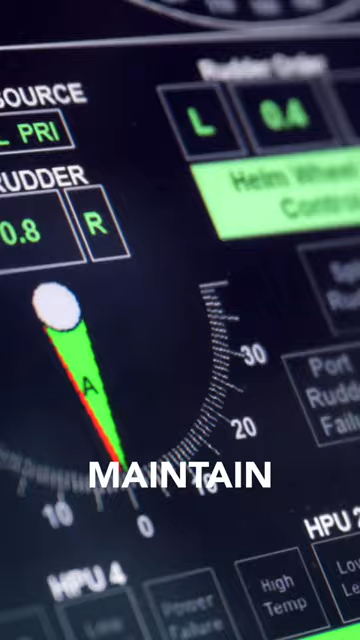 SOURCE
L PRI
Rudder Order
L 0.4
RUDDER
0.8 R
Helm Wheel
Control
A
30
20
10
10
0
Port
Rudder
MAINTAIN
HPU 2
HPU 4
High
Temp
Power
Failure